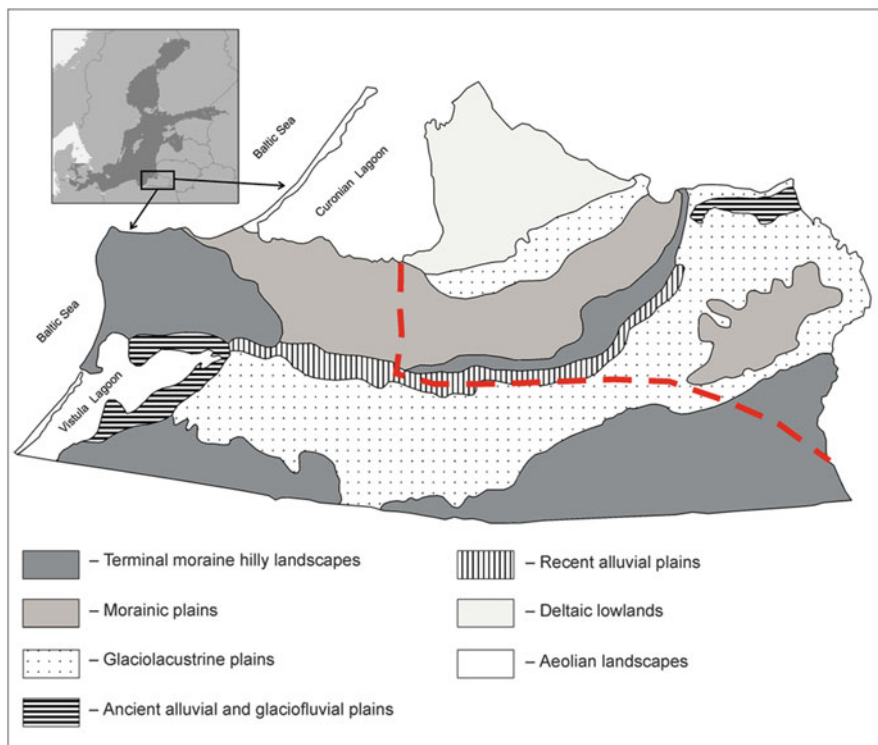 Baltic Sea
Curonian Lagoon
Baltic Sea
Vistula Lagoon
– Terminal moraine hilly landscapes
– Morainic plains
– Glaciolacustrine plains
– Ancient alluvial and glaciofluvial plains
– Recent alluvial plains
– Deltaic lowlands
– Aeolian landscapes